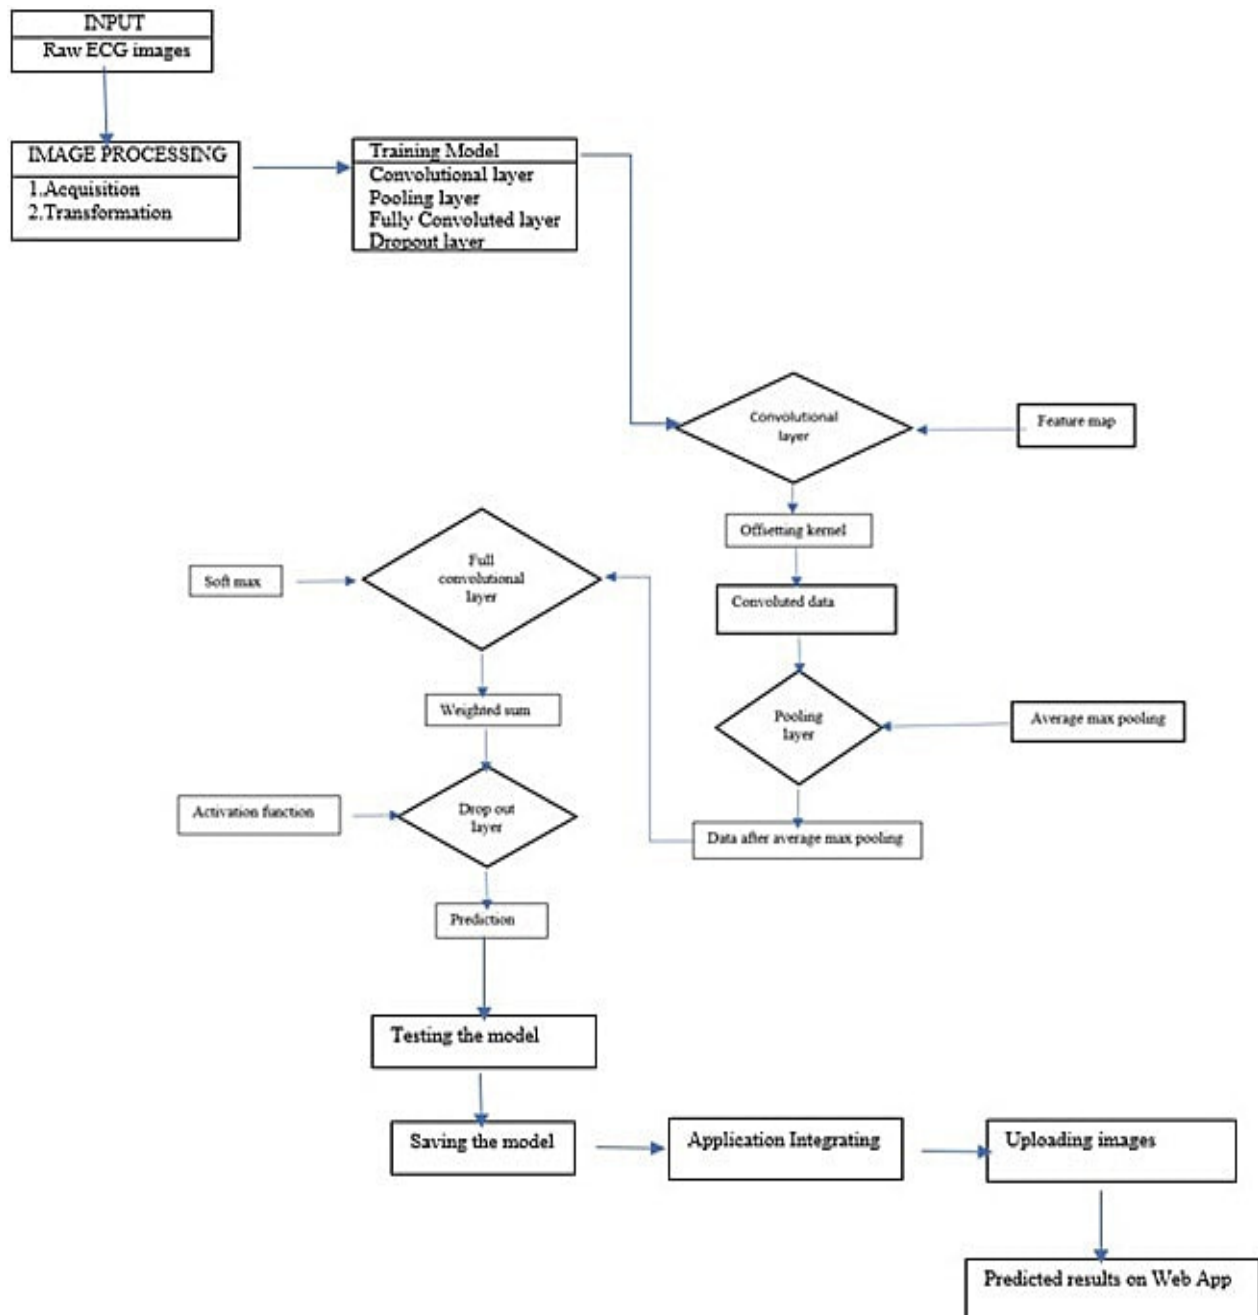 INPUT
Raw ECG images
IMAGE PROCESSING
1.Acquisition
2.Transformation
Training Model
Convolutional layer
Pooling layer
Fully Convoluted layer
Dropout layer
Convolutional
layer
Feature map
Offsetting kernel
Convoluted data
Pooling
layer
Average max pooling
Data after average max pooling
Full
convolutional
layer
Soft max
Weighted sum
Drop out
layer
Activation function
Prediction
Testing the model
Saving the model
Application Integrating
Uploading images
Predicted results on Web App